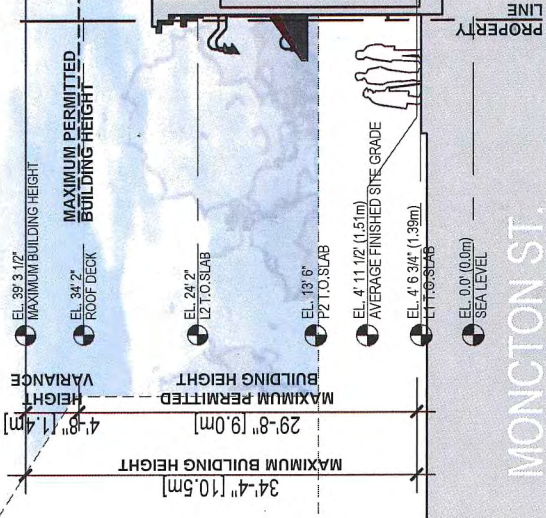 PROPERTY
LINE
MAXIMUM PERMITTED
BUILDING HEIGHT
EL. 39' 3 1/2"
MAXIMUM BUILDING HEIGHT
EL. 34' 2"
ROOF DECK
EL. 24' 2"
L2 T.O.SLAB
EL. 13' 6"
P2 T.O.SLAB
EL. 4' 11 1/2" (1.51m)
AVERAGE FINISHED SITE GRADE
EL. 4' 6 3/4" (1.39m)
L1 T.O.SLAB
EL. 0.0' (0.0m)
SEA LEVEL
4'-8" [1.4m]
HEIGHT
VARIANCE
29'-8" [9.0m]
MAXIMUM PERMITTED
BUILDING HEIGHT
34'-4" [10.5m]
MAXIMUM BUILDING HEIGHT
MONCTON ST.